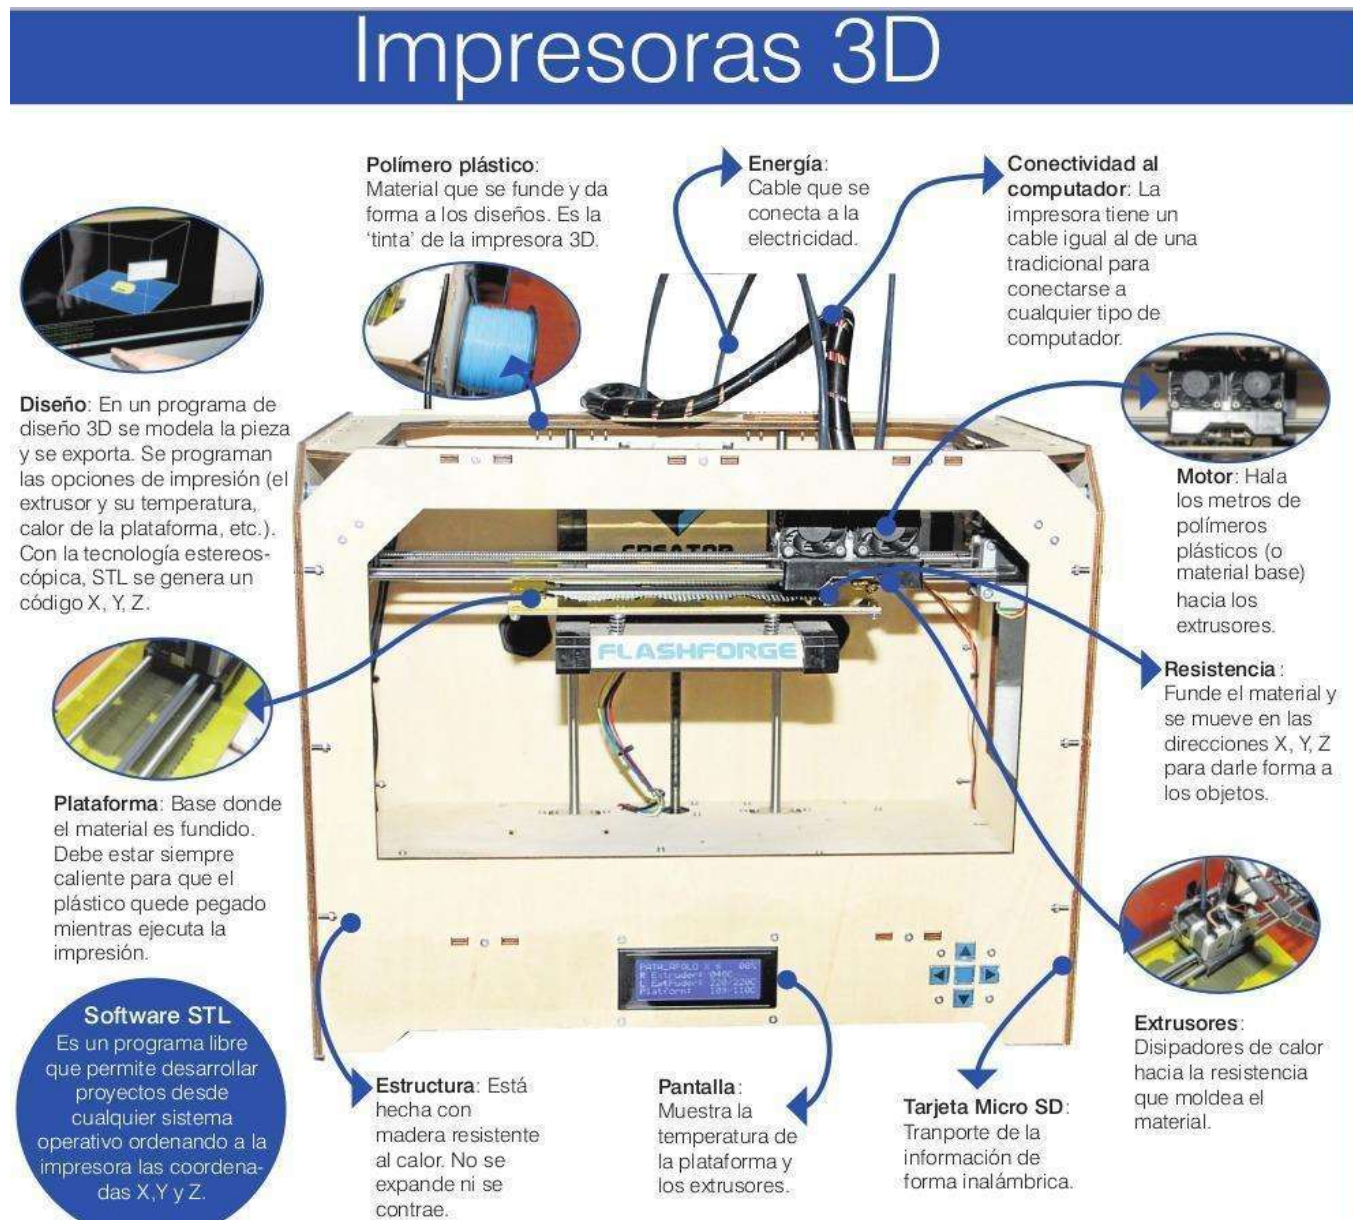 Impresoras 3D
Polímero plástico:
Material que se funde y da
forma a los diseños. Es la
‘tinta’ de la impresora 3D.
Energía:
Cable que se
conecta a la
electricidad.
Conectividad al
computador: La
impresora tiene un
cable igual al de una
tradicional para
conectarse a
cualquier tipo de
computador.
Diseño: En un programa de
diseño 3D se modela la pieza
y se exporta. Se programan
las opciones de impresión (el
extrusor y su temperatura,
calor de la plataforma, etc.).
Con la tecnología estereos-
cópica, STL se genera un
código X, Y, Z.
Motor: Hala
los metros de
polímeros
plásticos (o
material base)
hacia los
extrusores.
CREATOR
FLASHFORGE
Resistencia:
Funde el material y
se mueve en las
direcciones X, Y, Z
para darle forma a
los objetos.
Plataforma: Base donde
el material es fundido.
Debe estar siempre
caliente para que el
plástico quede pegado
mientras ejecuta la
impresión.
R Extruder: 046C
L Extruder: 220/220C
Platform: 109/110C
Software STL
Es un programa libre
que permite desarrollar
proyectos desde
cualquier sistema
operativo ordenando a la
impresora las coordena-
das X,Y y Z.
Estructura: Está
hecha con
madera resistente
al calor. No se
expande ni se
contrae.
Pantalla:
Muestra la
temperatura de
la plataforma y
los extrusores.
Tarjeta Micro SD:
Tranporte de la
información de
forma inalámbrica.
Extrusores:
Disipadores de calor
hacia la resistencia
que moldea el
material.